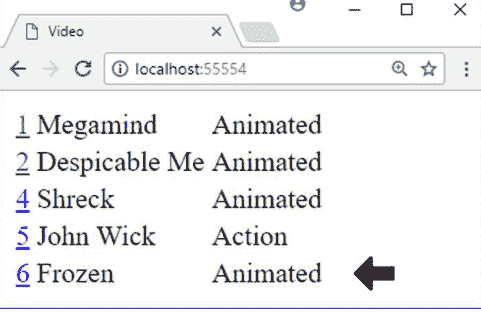 Video
localhost:55554
1 Megamind Animated
2 Despicable Me Animated
4 Shreck Animated
5 John Wick Action
6 Frozen Animated